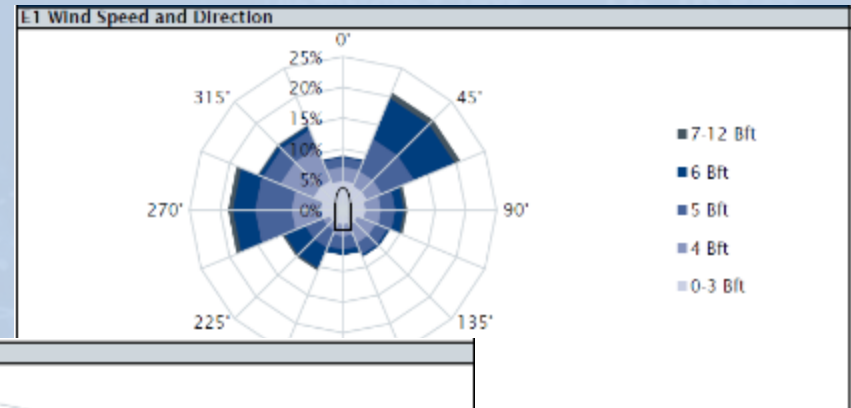 E1 Wind Speed and Direction
0°
25%
20%
315°
45°
15%
10%
5%
0%
270°
90°
225°
135°
7-12 Bft
6 Bft
5 Bft
4 Bft
0-3 Bft